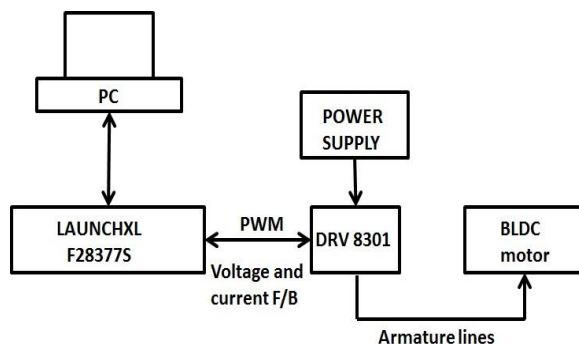 PC
POWER
SUPPLY
LAUNCHXL
F28377S
PWM
Voltage and
current F/B
DRV 8301
BLDC
motor
Armature lines